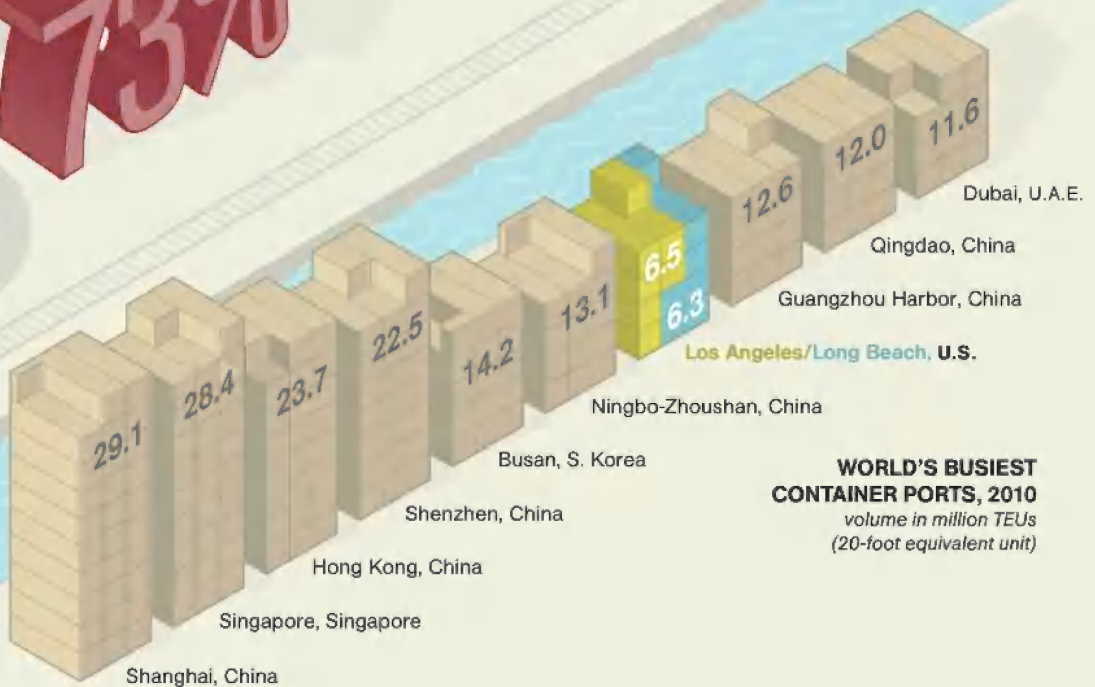 73%
29.1
28.4
23.7
22.5
14.2
13.1
6.5
6.3
12.6
12.0
11.6
Dubai, U.A.E.
Qingdao, China
Guangzhou Harbor, China
Los Angeles/Long Beach, U.S.
Ningbo-Zhoushan, China
Busan, S. Korea
Shenzhen, China
Hong Kong, China
Singapore, Singapore
Shanghai, China
WORLD'S BUSIEST
CONTAINER PORTS, 2010
volume in million TEUs
(20-foot equivalent unit)